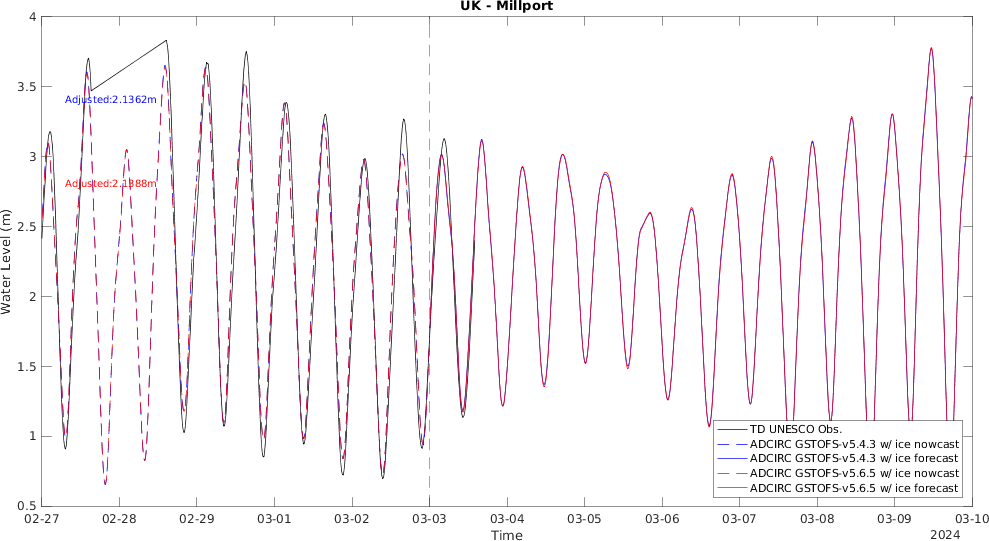 UK - Millport
4
3.5
3
2.5
2
1.5
1
0.5
Water Level (m)
Adjusted:2.1362m
Adjusted:2.1388m
TD UNESCO Obs.
ADCIRC GSTOFS-v5.4.3 w/ ice nowcast
ADCIRC GSTOFS-v5.4.3 w/ ice forecast
ADCIRC GSTOFS-v5.6.5 w/ ice nowcast
ADCIRC GSTOFS-v5.6.5 w/ ice forecast
02-27 02-28 02-29 03-01 03-02 03-03 03-04 03-05 03-06 03-07 03-08 03-09 03-10
Time
2024